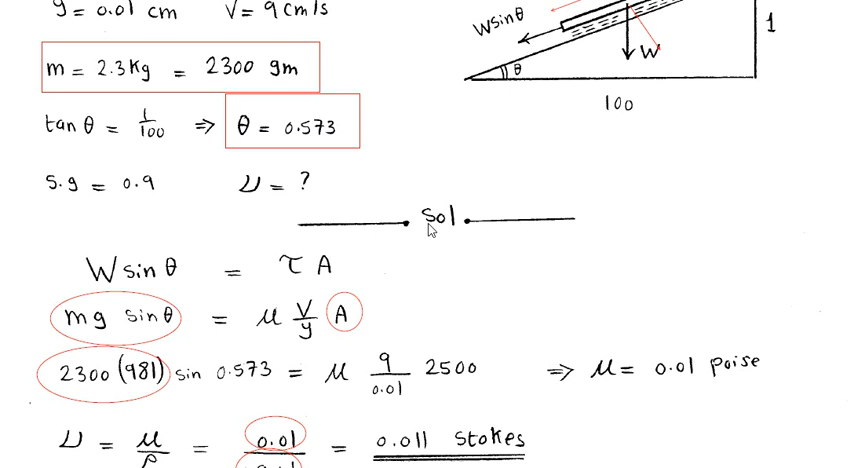 y = 0.01 cm V = 9 cm/s
m = 2.3 Kg = 2300 gm
tan θ = 1/100 ⇒ θ = 0.573
S.g = 0.9 ν = ?
W sin θ
W
θ
1
100
Sol
W sin θ = τ A
mg sin θ = μ V/y A
2300 (981) sin 0.573 = μ 9/0.01 2500 ⇒ μ = 0.01 poise
ν = μ/ρ = 0.01 = 0.011 Stokes